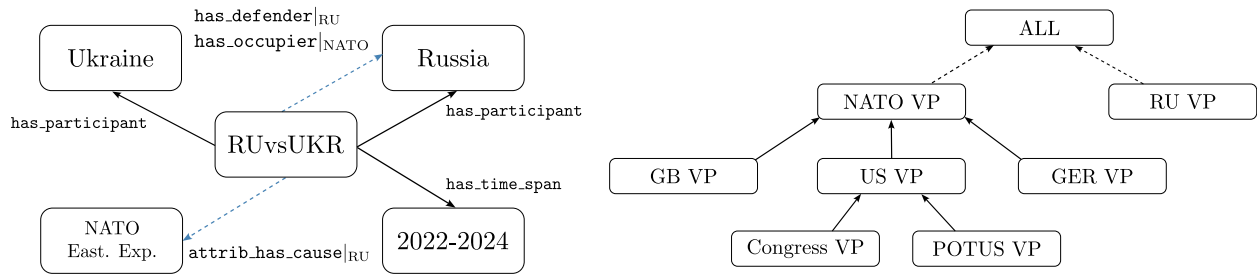 has_defender|RU
has_occupier|NATO
Ukraine
Russia
has_participant
has_participant
RUvsUKR
has_time_span
NATO
East. Exp.
attrib_has_cause|RU
2022-2024
ALL
NATO VP
RU VP
GB VP
US VP
GER VP
Congress VP
POTUS VP